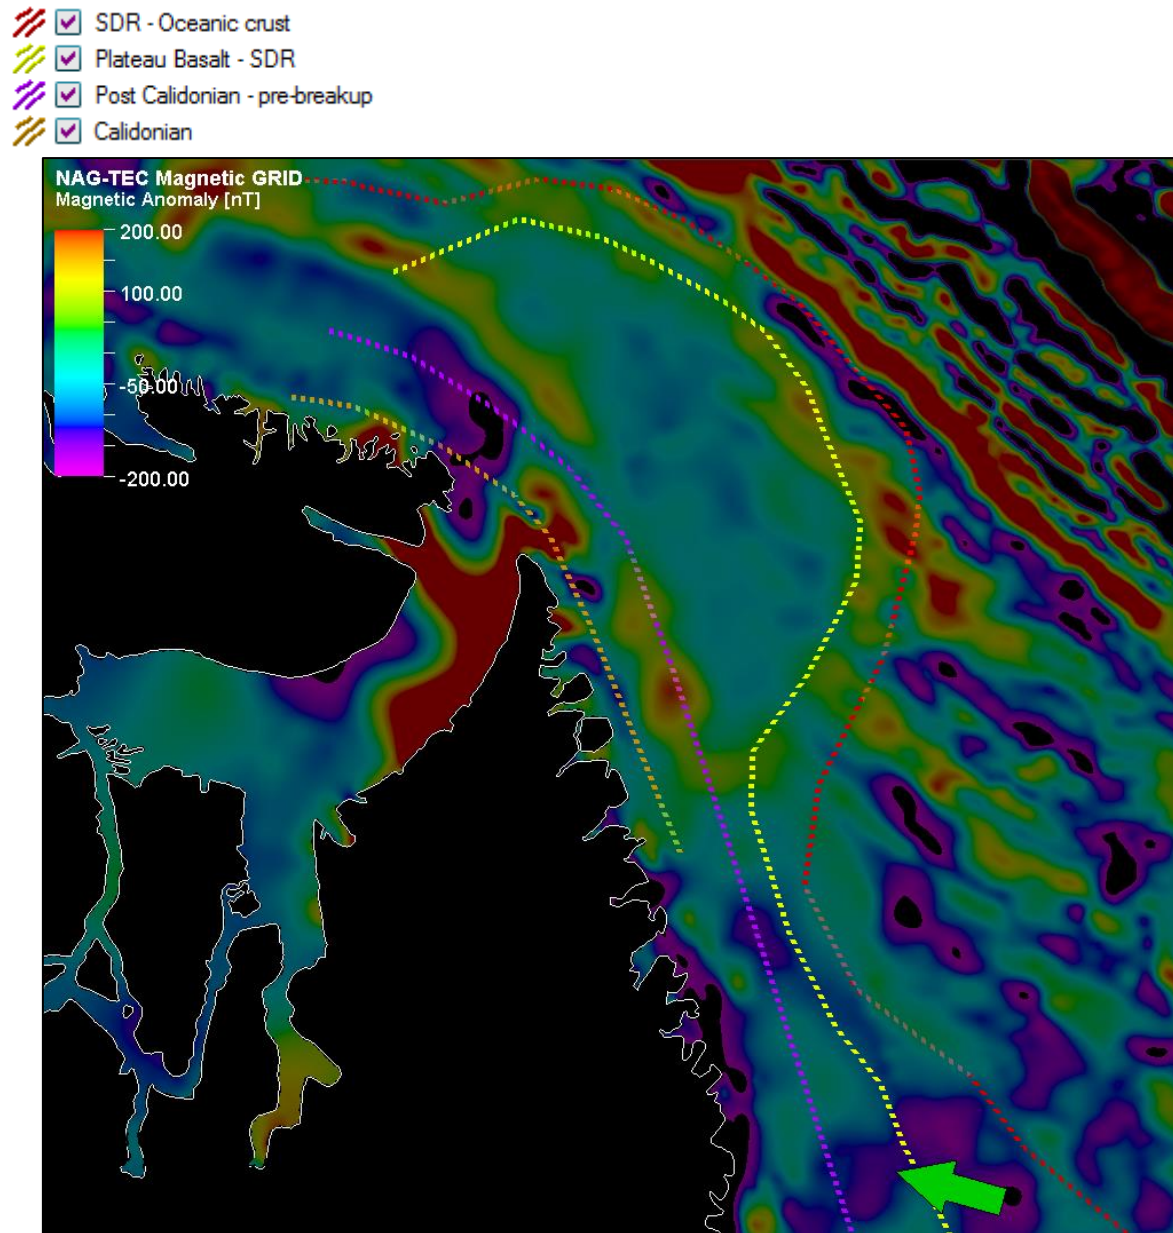 SDR - Oceanic crust
Plateau Basalt - SDR
Post Calidonian - pre-breakup
Calidonian
NAG-TEC Magnetic GRID
Magnetic Anomaly [nT]
200.00
100.00
-50.00
-200.00